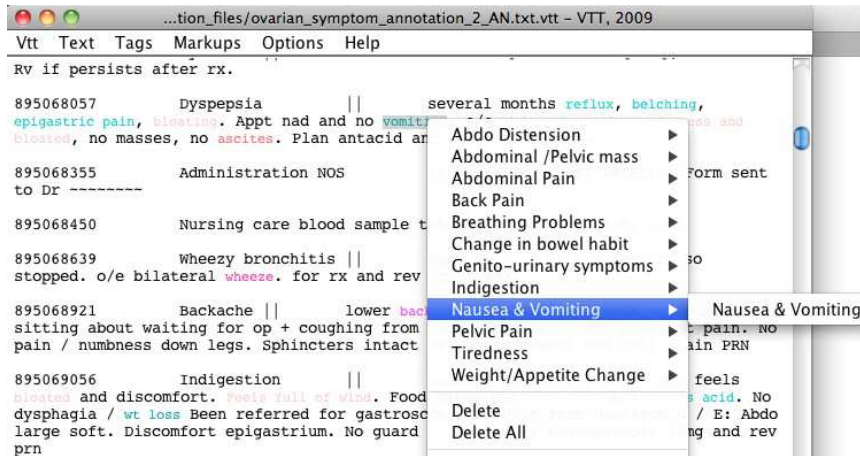 ...tion_files/ovarian_symptom_annotation_2_AN.txt.vtt – VTT, 2009
Vtt Text Tags Markups Options Help
Rv if persists after rx.
895068057 Dyspepsia || several months reflux, belching,
epigastric pain, bloating. Appt nad and no
bloated, no masses, no ascites. Plan antacid
895068355 Administration NOS Form sent
to Dr ~~~~~~~~
895068450 Nursing care blood sample
895068639 Wheezy bronchitis ||
stopped. o/e bilateral wheeze. for rx and rev
895068921 Backache || lower
sitting about waiting for op + coughing from pain. No
pain / numbness down legs. Sphincters intact PRN
895069056 Indigestion || feels
bloated and discomfort. Feels full of wind. Food acid. No
dysphagia / wt loss Been referred for / E: Abdo
large soft. Discomfort epigastrium. No guard and rev
prn
Abdo Distension
Abdominal /Pelvic mass
Abdominal Pain
Back Pain
Breathing Problems
Change in bowel habit
Genito-urinary symptoms
Indigestion
Nausea & Vomiting Nausea & Vomiting
Pelvic Pain
Tiredness
Weight/Appetite Change
Delete
Delete All